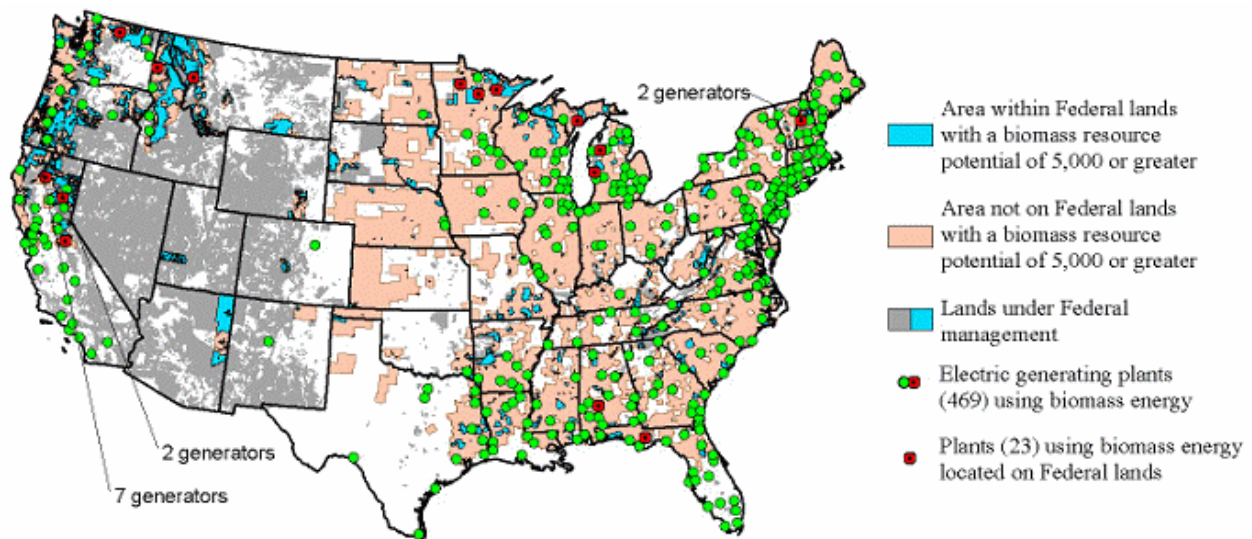 2 generators
2 generators
7 generators
Area within Federal lands
with a biomass resource
potential of 5,000 or greater
Area not on Federal lands
with a biomass resource
potential of 5,000 or greater
Lands under Federal
management
Electric generating plants
(469) using biomass energy
Plants (23) using biomass energy
located on Federal lands